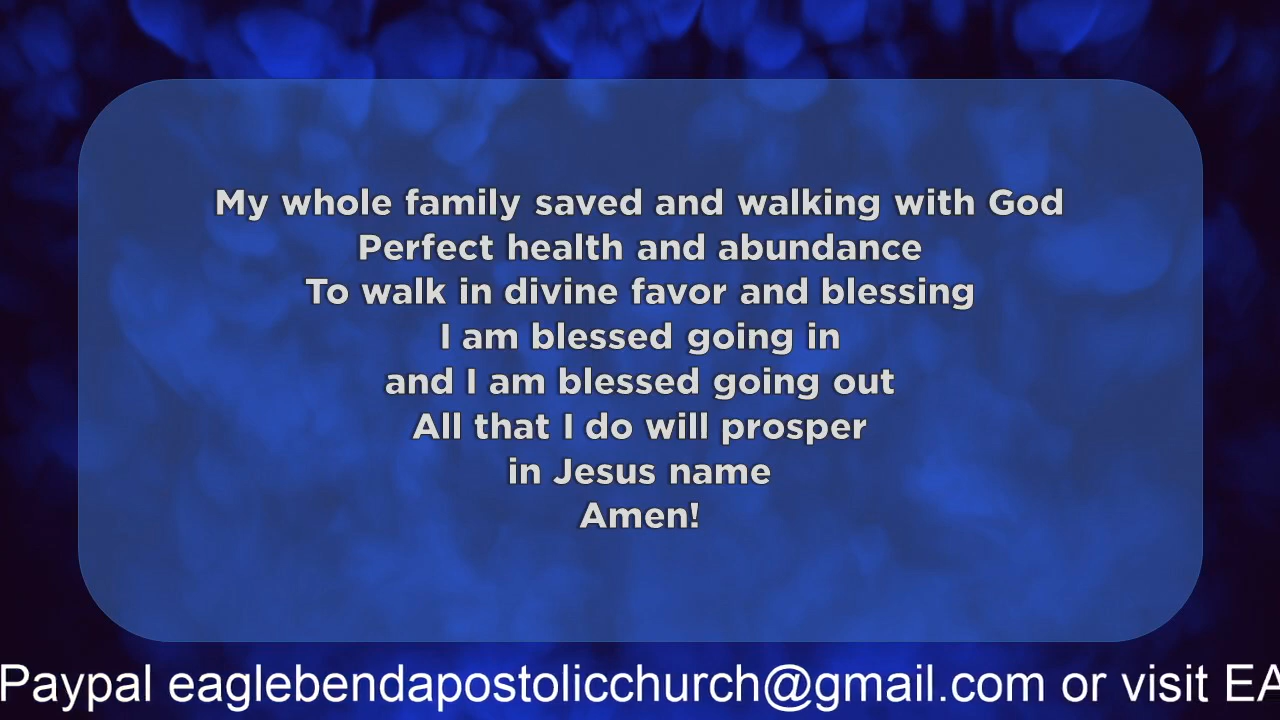 My whole family saved and walking with God
Perfect health and abundance
To walk in divine favor and blessing
I am blessed going in
and I am blessed going out
All that I do will prosper
in Jesus name
Amen!
Paypal eaglebendapostolicchurch@gmail.com or visit EA